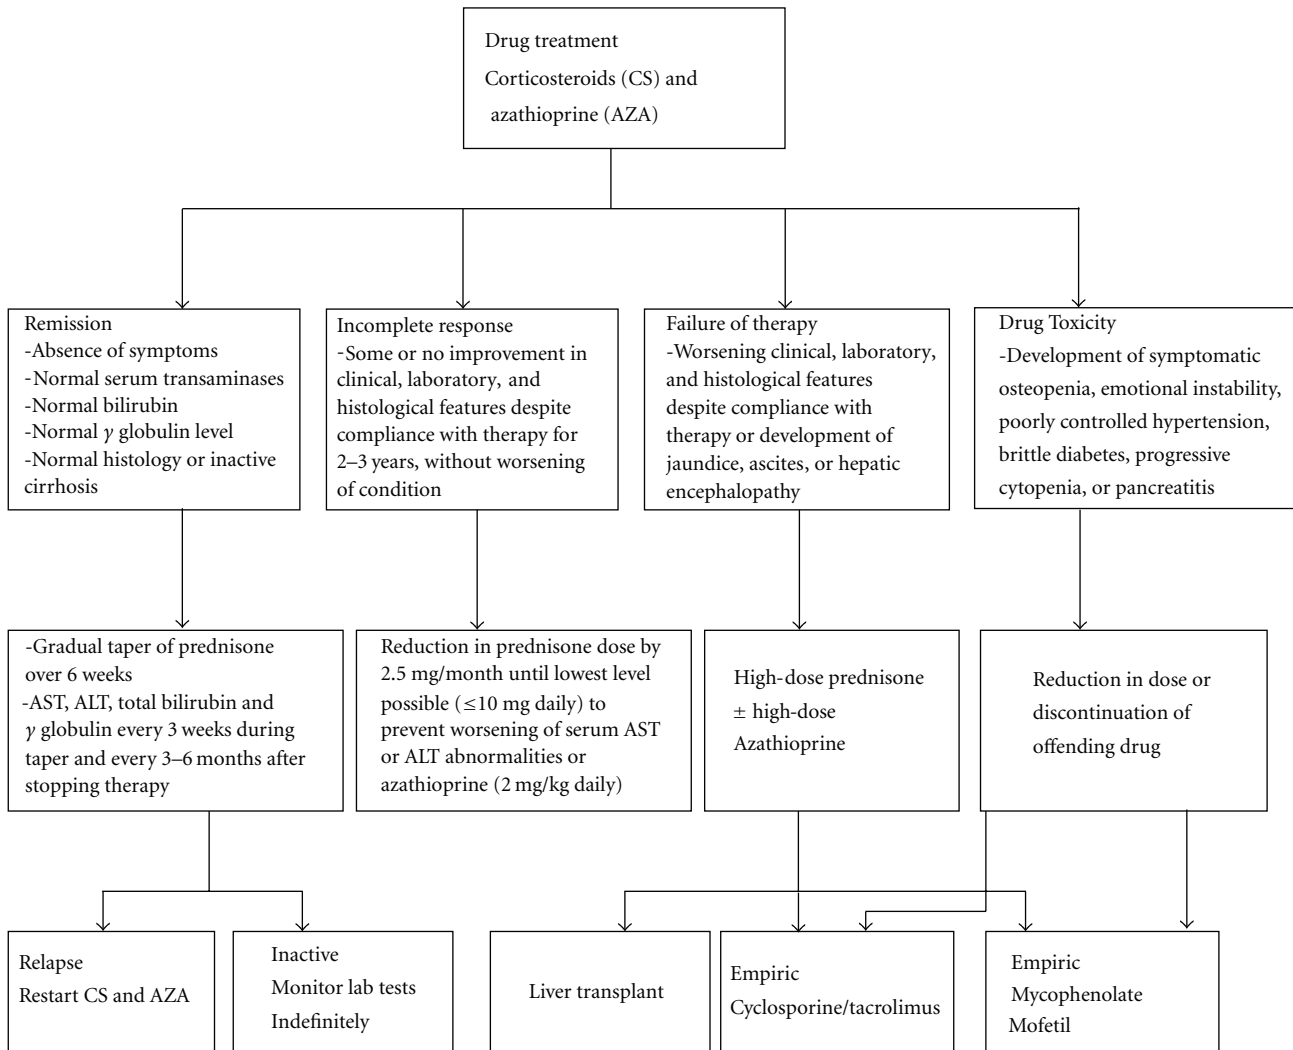 Drug treatment
Corticosteroids (CS) and
azathioprine (AZA)
Remission
-Absence of symptoms
-Normal serum transaminases
-Normal bilirubin
-Normal γ globulin level
-Normal histology or inactive
cirrhosis
Incomplete response
-Some or no improvement in
clinical, laboratory, and
histological features despite
compliance with therapy for
2–3 years, without worsening
of condition
Failure of therapy
-Worsening clinical, laboratory,
and histological features
despite compliance with
therapy or development of
jaundice, ascites, or hepatic
encephalopathy
Drug Toxicity
-Development of symptomatic
osteopenia, emotional instability,
poorly controlled hypertension,
brittle diabetes, progressive
cytopenia, or pancreatitis
-Gradual taper of prednisone
over 6 weeks
-AST, ALT, total bilirubin and
γ globulin every 3 weeks during
taper and every 3–6 months after
stopping therapy
Reduction in prednisone dose by
2.5 mg/month until lowest level
possible (≤10 mg daily) to
prevent worsening of serum AST
or ALT abnormalities or
azathioprine (2 mg/kg daily)
High-dose prednisone
± high-dose
Azathioprine
Reduction in dose or
discontinuation of
offending drug
Relapse
Restart CS and AZA
Inactive
Monitor lab tests
Indefinitely
Liver transplant
Empiric
Cyclosporine/tacrolimus
Empiric
Mycophenolate
Mofetil